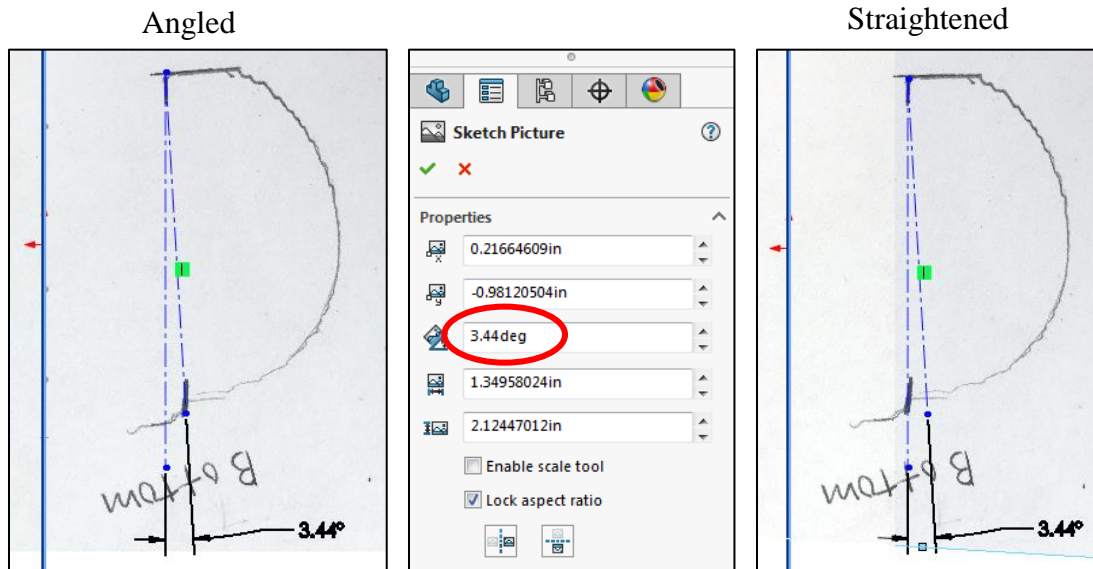 Angled
Straightened
Bottom
3.44°
Sketch Picture
?
Properties
0.21664609in
-0.98120504in
3.44deg
1.34958024in
2.12447012in
Enable scale tool
Lock aspect ratio
Bottom
3.44°